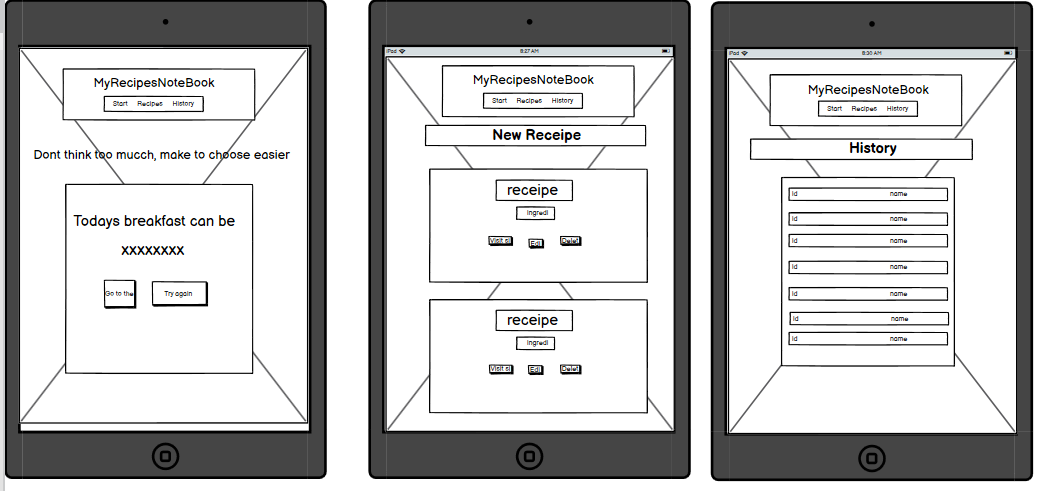 MyRecipesNoteBook
Start Recipes History
Dont think too mucch, make to choose easier
Todays breakfast can be
XXXXXXXX
Go to the
Try again
iPad 8:27 AM
MyRecipesNoteBook
Start Recipes History
New Receipe
receipe
Ingredi
Visit si Edi Delet
receipe
Ingredi
Visit si Edi Delet
iPad 8:30 AM
MyRecipesNoteBook
Start Recipes History
History
Id name
Id name
Id name
Id name
Id name
Id name
Id name